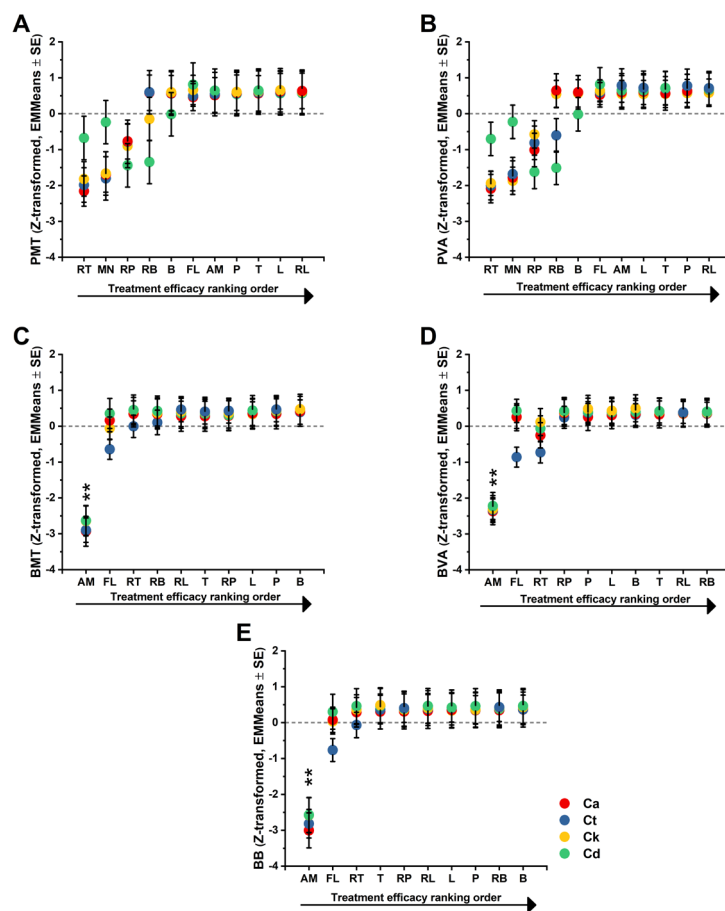 A
PMT (Z-transformed, EMMeans ± SE)
2
1
0
-1
-2
-3
-4
RT MN RP RB B FL AM P T L RL
Treatment efficacy ranking order
B
PVA (Z-transformed, EMMeans ± SE)
2
1
0
-1
-2
-3
-4
RT MN RP RB B FL AM L T P RL
Treatment efficacy ranking order
C
BMT (Z-transformed, EMMeans ± SE)
2
1
0
-1
-2
-3
-4
**
AM FL RT RB RL T RP L P B
Treatment efficacy ranking order
D
BVA (Z-transformed, EMMeans ± SE)
2
1
0
-1
-2
-3
-4
**
AM FL RT RP P L B T RL RB
Treatment efficacy ranking order
E
BB (Z-transformed, EMMeans ± SE)
2
1
0
-1
-2
-3
-4
**
AM FL RT T RP RL L P RB B
Treatment efficacy ranking order
Ca
Ct
Ck
Cd